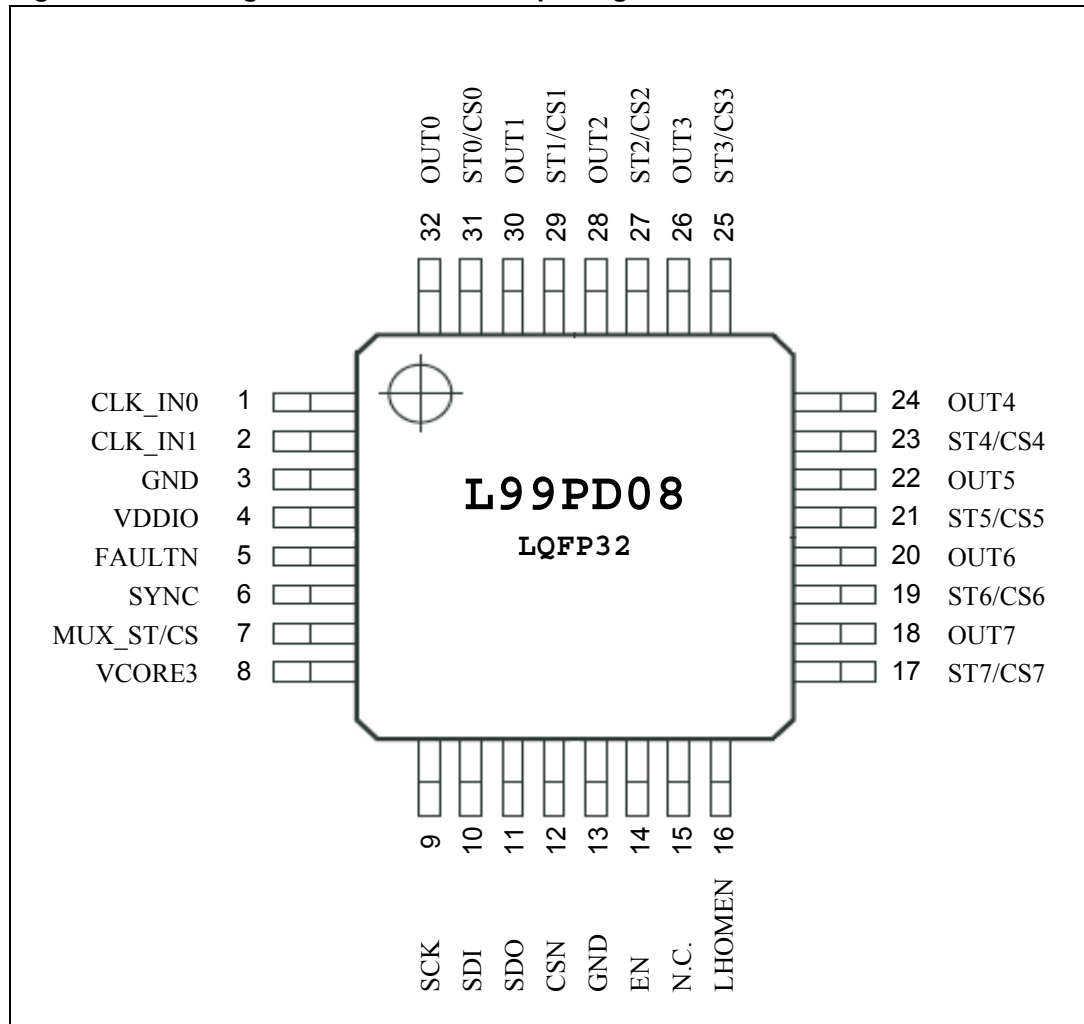 OUT0
ST0/CS0
OUT1
ST1/CS1
OUT2
ST2/CS2
OUT3
ST3/CS3
32
31
30
29
28
27
26
25
CLK_IN0 1
CLK_IN1 2
GND 3
VDDIO 4
FAULTN 5
SYNC 6
MUX_ST/CS 7
VCORE3 8
L99PD08
LQFP32
24 OUT4
23 ST4/CS4
22 OUT5
21 ST5/CS5
20 OUT6
19 ST6/CS6
18 OUT7
17 ST7/CS7
9
10
11
12
13
14
15
16
SCK
SDI
SDO
CSN
GND
EN
N.C.
LHOMEN